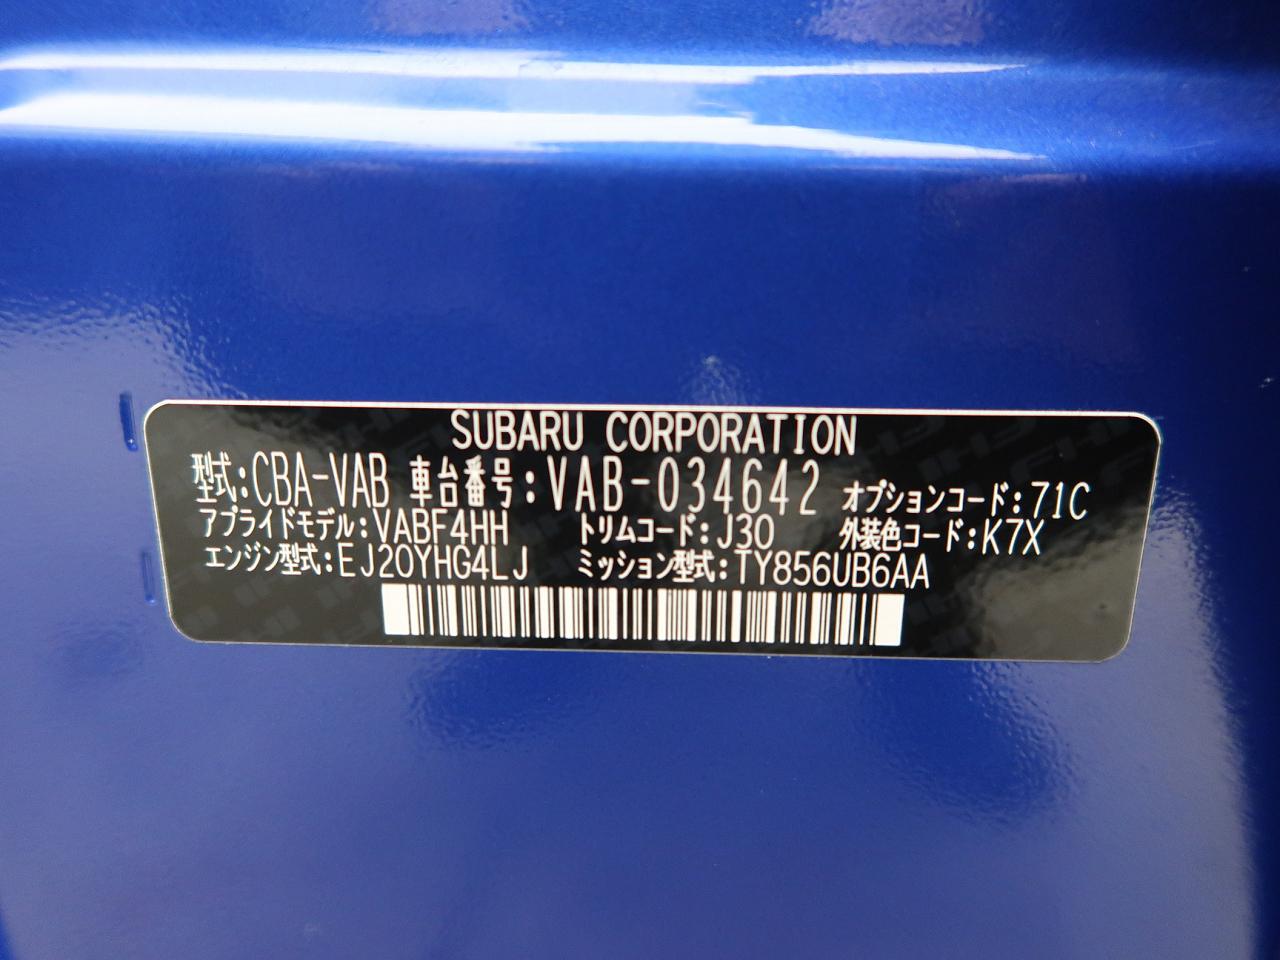 SUBARU CORPORATION
型式:CBA-VAB 車台番号:VAB-034642 オプションコード:71C
アプライドモデル:VABF4HH トリムコード:J30 外装色コード:K7X
エンジン型式:EJ20YHG4LJ ミッション型式:TY856UB6AA